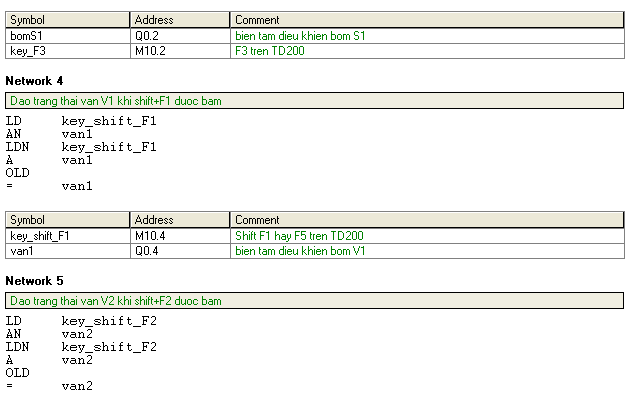 Symbol Address Comment
bomS1 Q0.2 bien tam dieu khien bom S1
key_F3 M10.2 F3 tren TD200
Network 4
Dao trang thai van V1 khi shift+F1 duoc bam
LD key_shift_F1
AN van1
LDN key_shift_F1
A van1
OLD
= van1
Symbol Address Comment
key_shift_F1 M10.4 Shift F1 hay F5 tren TD200
van1 Q0.4 bien tam dieu khien bom V1
Network 5
Dao trang thai van V2 khi shift+F2 duoc bam
LD key_shift_F2
AN van2
LDN key_shift_F2
A van2
OLD
= van2